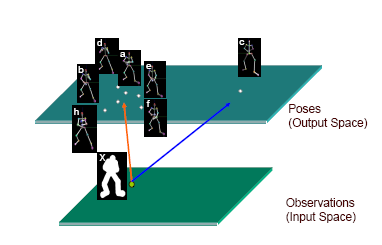 d
a
c
b
e
f
h
X
Poses
(Output Space)
Observations
(Input Space)